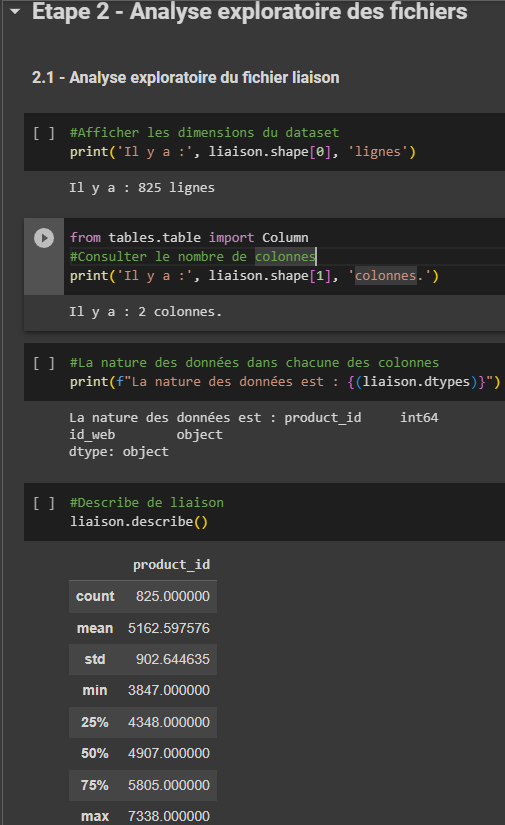 Etape 2 - Analyse exploratoire des fichiers
2.1 - Analyse exploratoire du fichier liaison
[ ] #Afficher les dimensions du dataset
print('Il y a :', liaison.shape[0], 'lignes')
Il y a : 825 lignes
from tables.table import Column
#Consulter le nombre de colonnes
print('Il y a :', liaison.shape[1], 'colonnes.')
Il y a : 2 colonnes.
[ ] #La nature des données dans chacune des colonnes
print(f"La nature des données est : {(liaison.dtypes)}")
La nature des données est : product_id int64
id_web object
dtype: object
[ ] #Describe de liaison
liaison.describe()
product_id
count 825.000000
mean 5162.597576
std 902.644635
min 3847.000000
25% 4348.000000
50% 4907.000000
75% 5805.000000
max 7338.000000